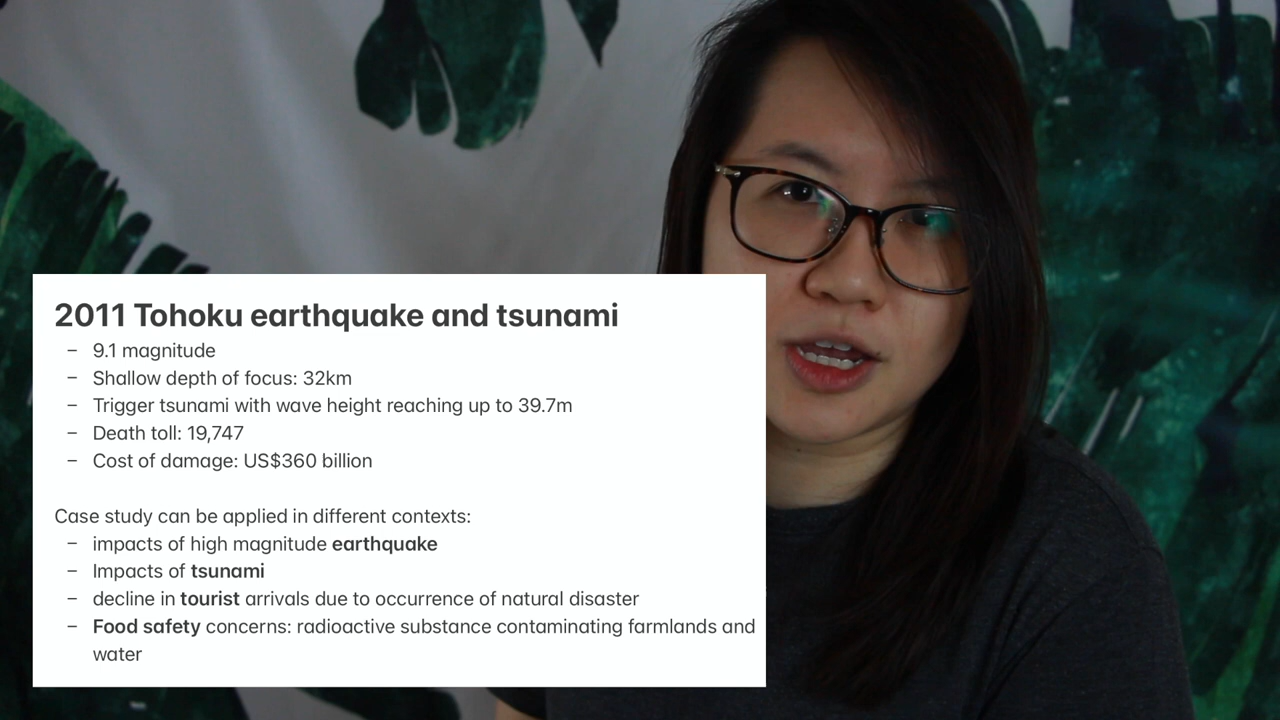 2011 Tohoku earthquake and tsunami
– 9.1 magnitude
– Shallow depth of focus: 32km
– Trigger tsunami with wave height reaching up to 39.7m
– Death toll: 19,747
– Cost of damage: US$360 billion
Case study can be applied in different contexts:
– impacts of high magnitude earthquake
– Impacts of tsunami
– decline in tourist arrivals due to occurrence of natural disaster
– Food safety concerns: radioactive substance contaminating farmlands and
water